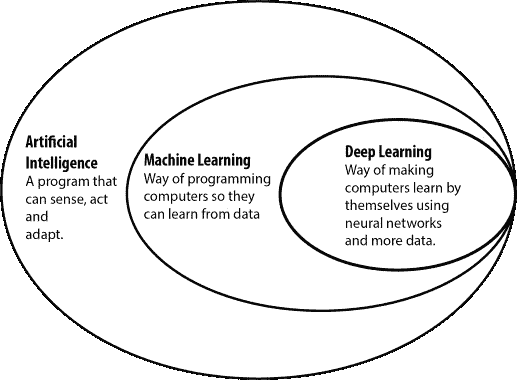 Artificial
Intelligence
A program that
can sense, act
and
adapt.
Machine Learning
Way of programming
computers so they
can learn from data
Deep Learning
Way of making
computers learn by
themselves using
neural networks
and more data.